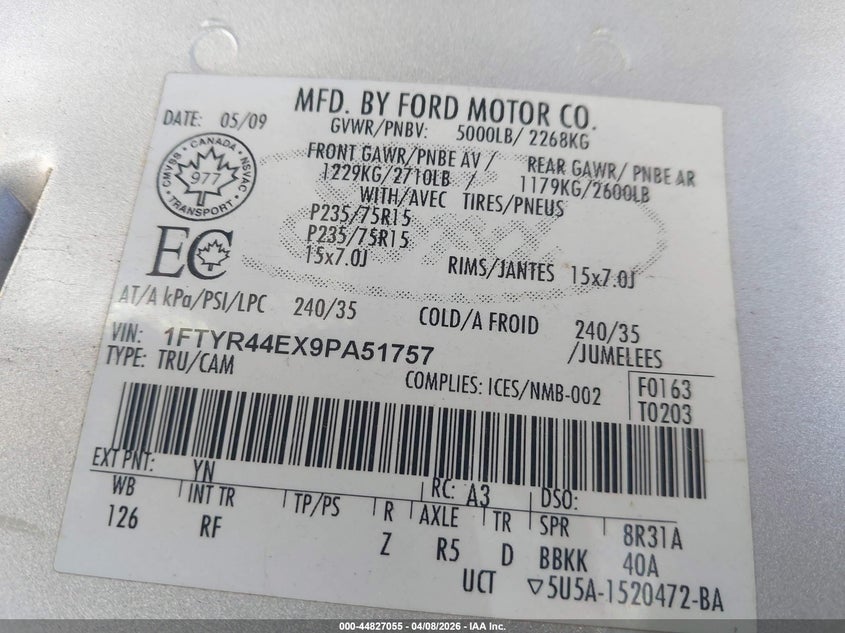 MFD. BY FORD MOTOR CO.
DATE: 05/09
GVWR/PNBV: 5000LB/ 2268KG
FRONT GAWR/PNBE AV / REAR GAWR/ PNBE AR
1229KG/2710LB / 1179KG/2600LB
WITH/AVEC TIRES/PNEUS
P235/75R15
P235/75R15
15x7.0J RIMS/JANTES 15x7.0J
CMVSS • CANADA • NSVAC
977
TRANSPORT
EC
AT/A kPa/PSI/LPC 240/35 COLD/A FROID 240/35
VIN: 1FTYR44EX9PA51757 /JUMELEES
TYPE: TRU/CAM COMPLIES: ICES/NMB-002 F0163
T0203
EXT PNT: YN RC: A3 DSO:
WB INT TR TP/PS R AXLE TR SPR 8R31A
126 RF Z R5 D BBKK 40A
UCT ▽5U5A-1520472-BA
000-44827055 - 04/08/2026 - IAA Inc.